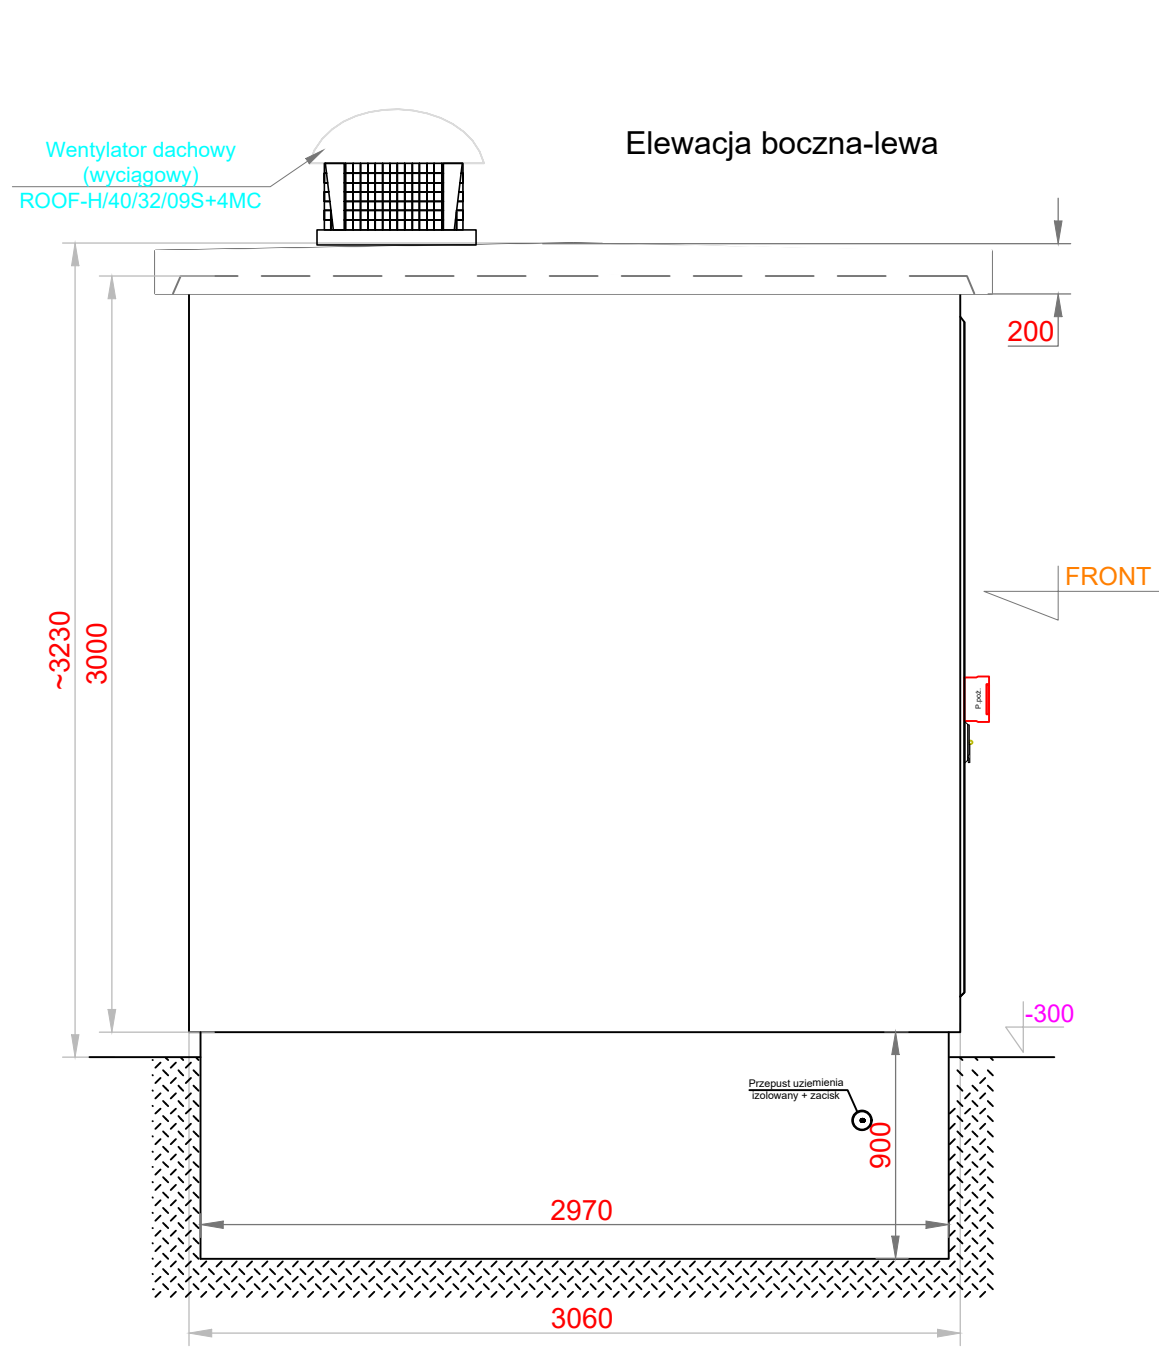 Elewacja boczna-lewa
Wentylator dachowy
(wyciągowy)
ROOF-H/40/32/09S+4MC
200
FRONT
~3230
3000
P.poż.
-300
Przepust uziemienia
izolowany + zacisk
900
2970
3060